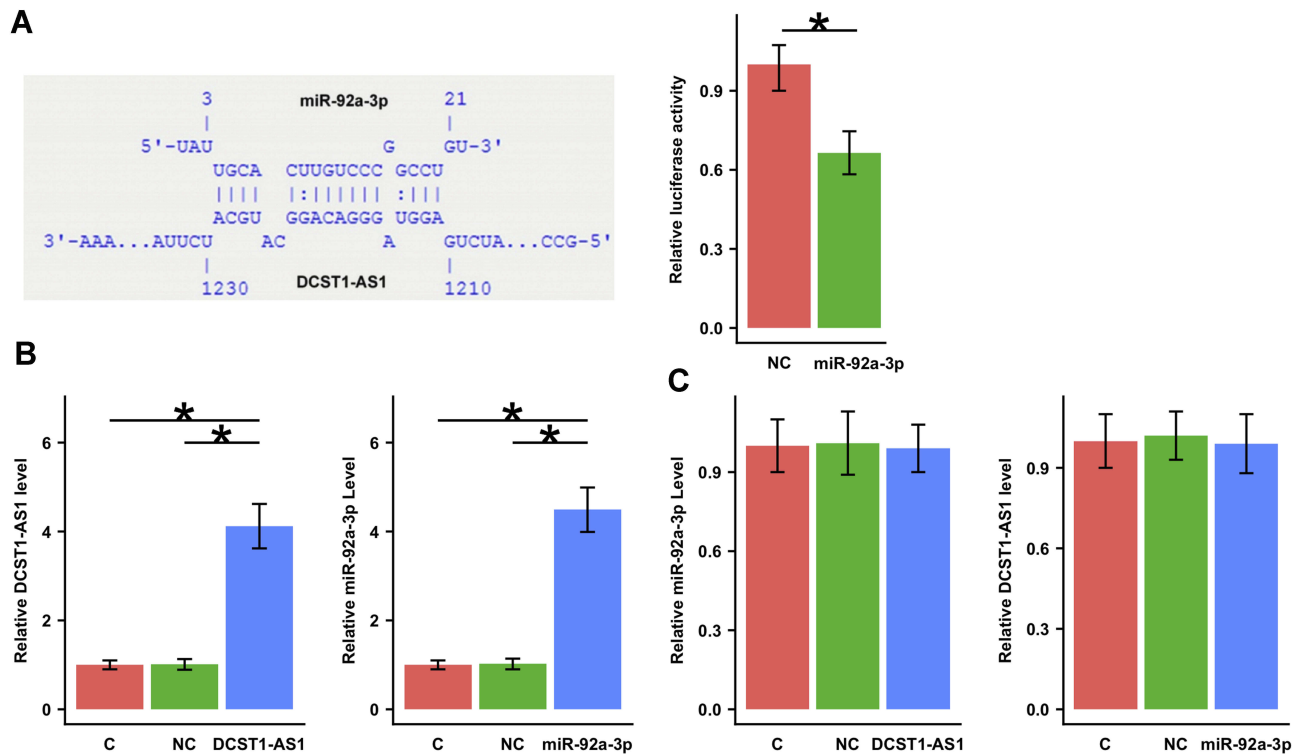 A
3 miR-92a-3p 21
| |
5'-UAU G GU-3'
UGCA CUUGUCCC GCCU
|||| |:|||||| :|||
ACGU GGACAGGG UGGA
3'-AAA...AUUCU AC A GUCUA...CCG-5'
| |
1230 DCST1-AS1 1210
*
Relative luciferase activity
0.9
0.6
0.3
0.0
NC miR-92a-3p
B
*
*
Relative DCST1-AS1 level
6
4
2
0
C NC DCST1-AS1
*
*
Relative miR-92a-3p Level
6
4
2
0
C NC miR-92a-3p
C
Relative miR-92a-3p Level
0.9
0.6
0.3
0.0
C NC DCST1-AS1
Relative DCST1-AS1 level
0.9
0.6
0.3
0.0
C NC miR-92a-3p